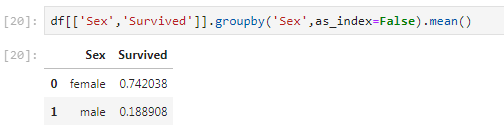 [20]: df[['Sex','Survived']].groupby('Sex',as_index=False).mean()
[20]:
Sex Survived
0 female 0.742038
1 male 0.188908